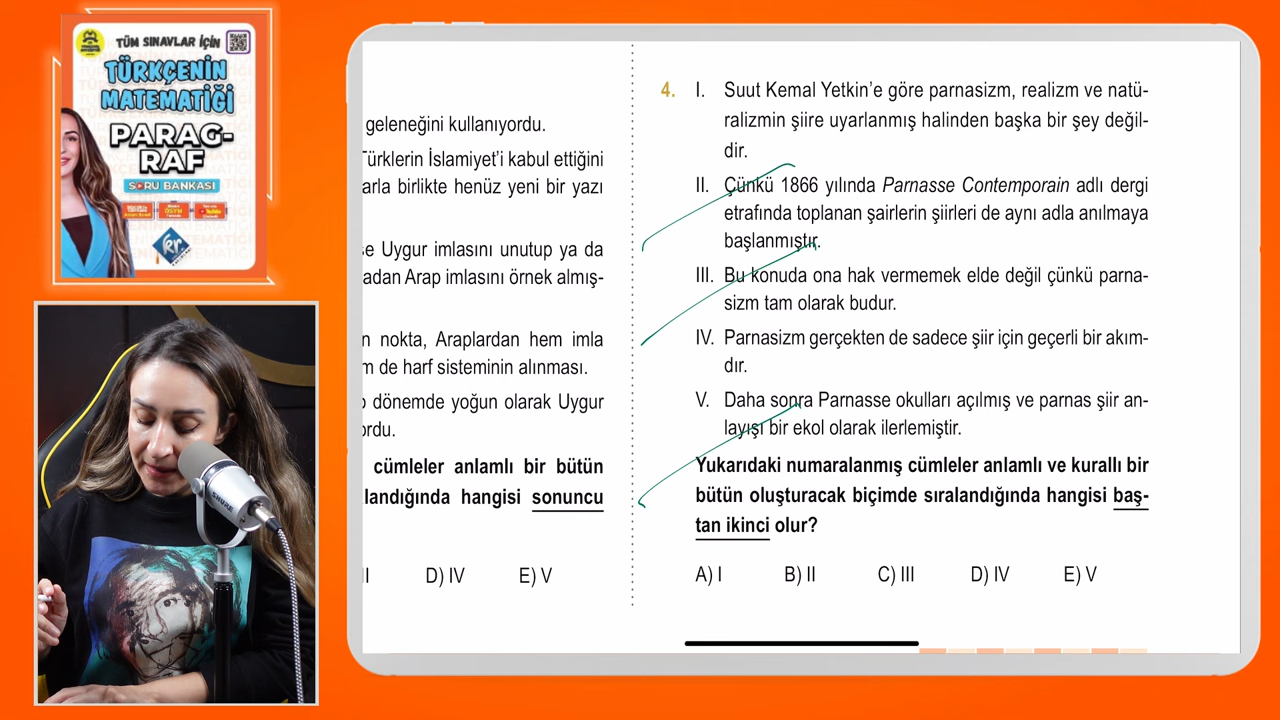 TÜM SINAVLAR İÇİN
TÜRKÇENİN
MATEMATİĞİ
PARAG-
RAF
SORU BANKASI
ÖSYM
kr
SHURE
geleneğini kullanıyordu.
Türklerin İslamiyet'i kabul ettiğini
arla birlikte henüz yeni bir yazı
se Uygur imlasını unutup ya da
adan Arap imlasını örnek almış-
n nokta, Araplardan hem imla
m de harf sisteminin alınması.
dönemde yoğun olarak Uygur
ordu.
cümleler anlamlı bir bütün
landığında hangisi sonuncu
II D) IV E) V
4. I. Suut Kemal Yetkin'e göre parnasizm, realizm ve natü-
ralizmin şiire uyarlanmış halinden başka bir şey değil-
dir.
II. Çünkü 1866 yılında Parnasse Contemporain adlı dergi
etrafında toplanan şairlerin şiirleri de aynı adla anılmaya
başlanmıştır.
III. Bu konuda ona hak vermemek elde değil çünkü parna-
sizm tam olarak budur.
IV. Parnasizm gerçekten de sadece şiir için geçerli bir akım-
dır.
V. Daha sonra Parnasse okulları açılmış ve parnas şiir an-
layışı bir ekol olarak ilerlemiştir.
Yukarıdaki numaralanmış cümleler anlamlı ve kurallı bir
bütün oluşturacak biçimde sıralandığında hangisi baş-
tan ikinci olur?
A) I B) II C) III D) IV E) V